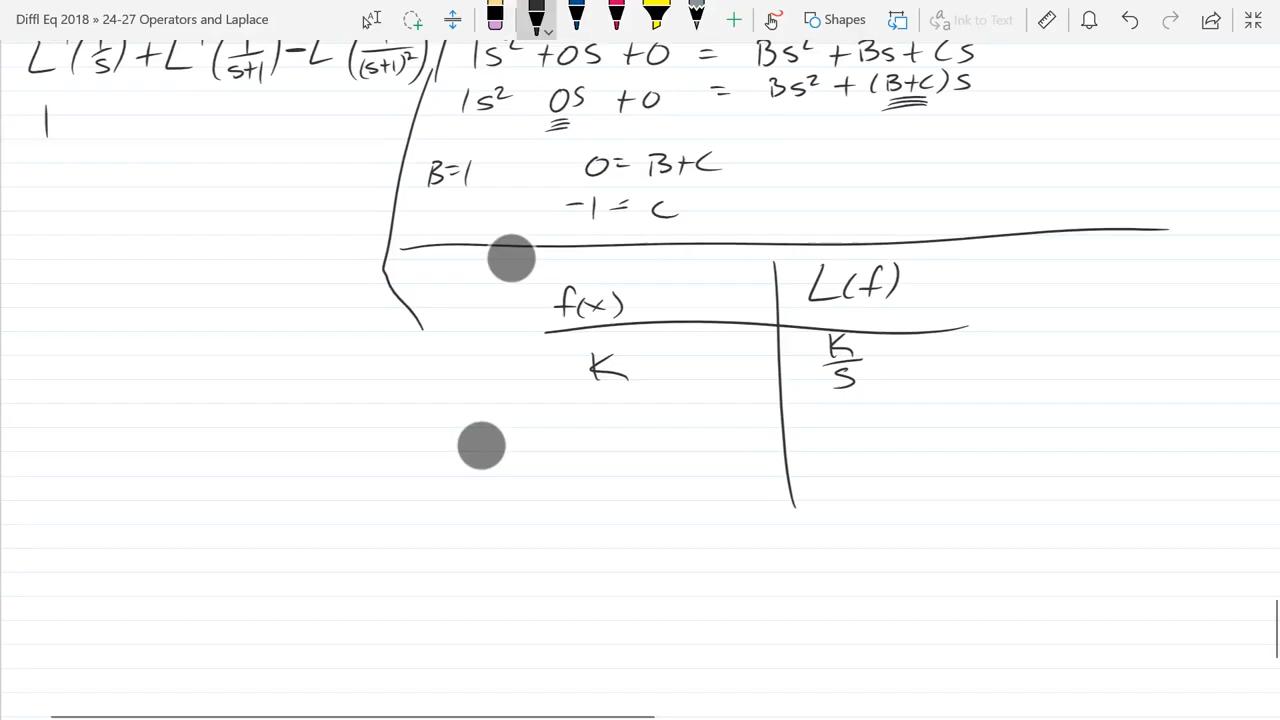 Diffl Eq 2018 » 24-27 Operators and Laplace
Shapes
Ink to Text
L⁻¹(1/s) + L⁻¹(1/(s+1)) - L⁻¹(1/(s+1)²)
1s² + 0s + 0 = Bs² + Bs + Cs
1s² 0s + 0 = Bs² + (B+C)s
1
B=1 0 = B+C
-1 = C
f(x) L(f)
K K/s